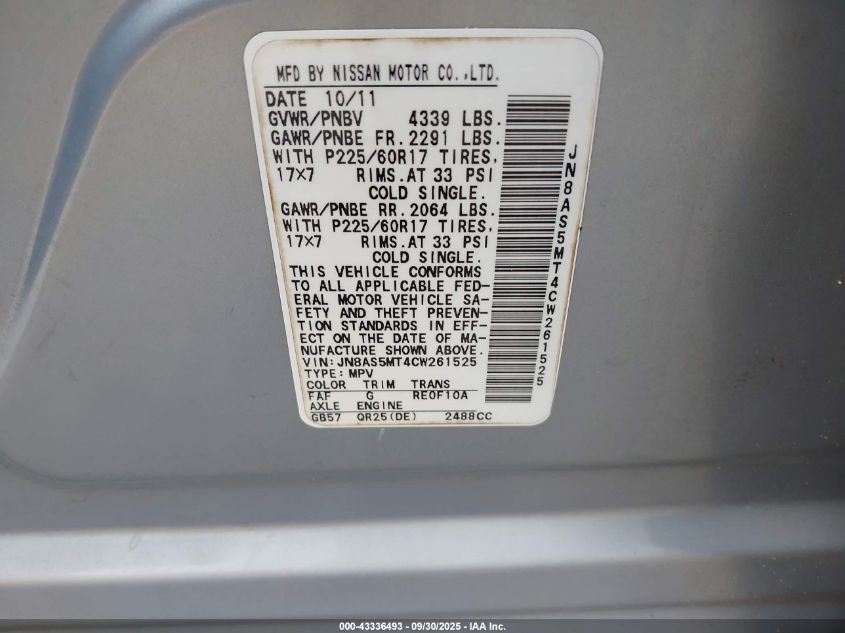 MFD BY NISSAN MOTOR CO.,LTD.
DATE 10/11
GVWR/PNBV 4339 LBS.
GAWR/PNBE FR. 2291 LBS.
WITH P225/60R17 TIRES,
17X7 RIMS.AT 33 PSI
COLD SINGLE.
GAWR/PNBE RR. 2064 LBS.
WITH P225/60R17 TIRES,
17X7 RIMS.AT 33 PSI
COLD SINGLE.
THIS VEHICLE CONFORMS
TO ALL APPLICABLE FED-
ERAL MOTOR VEHICLE SA-
FETY AND THEFT PREVEN-
TION STANDARDS IN EFF-
ECT ON THE DATE OF MA-
NUFACTURE SHOWN ABOVE.
VIN:JN8AS5MT4CW261525
TYPE:MPV
COLOR TRIM TRANS
FAF G RE0F10A
AXLE ENGINE
GB57 QR25(DE) 2488CC
JN8AS5MT4CW261525
000-43336493 - 09/30/2025 - IAA Inc.